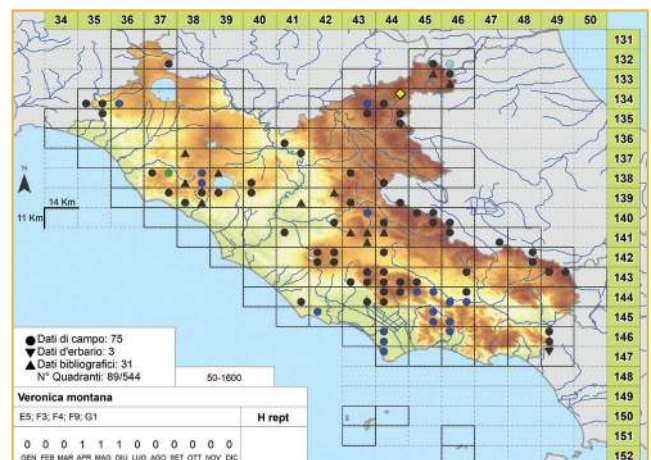 34 35 36 37 38 39 40 41 42 43 44 45 46 47 48 49 50
131
132
133
134
135
136
137
138
139
140
141
142
143
144
145
146
147
148
149
150
151
152
N
14 Km
11 Km
Dati di campo: 75
Dati d'erbario: 3
Dati bibliografici: 31
N° Quadranti: 89/544
50-1600
Veronica montana
E5; F3; F4; F9; G1
H rept
0 0 0 1 1 1 0 0 0 0 0 0
GEN FEB MAR APR MAG GIU LUG AGO SET OTT NOV DIC